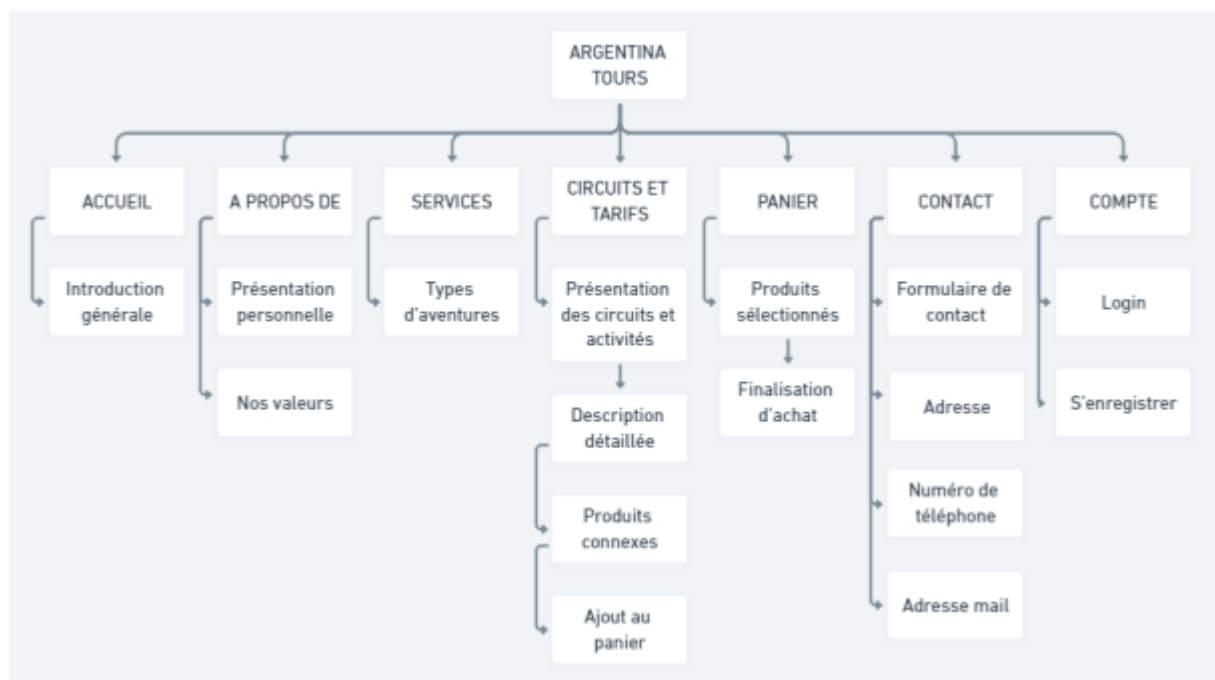 ARGENTINA
TOURS
ACCUEIL
A PROPOS DE
SERVICES
CIRCUITS ET
TARIFS
PANIER
CONTACT
COMPTE
Introduction
générale
Présentation
personnelle
Nos valeurs
Types
d'aventures
Présentation
des circuits et
activités
Description
détaillée
Produits
connexes
Ajout au
panier
Produits
sélectionnés
Finalisation
d'achat
Formulaire de
contact
Adresse
Numéro de
téléphone
Adresse mail
Login
S'enregistrer